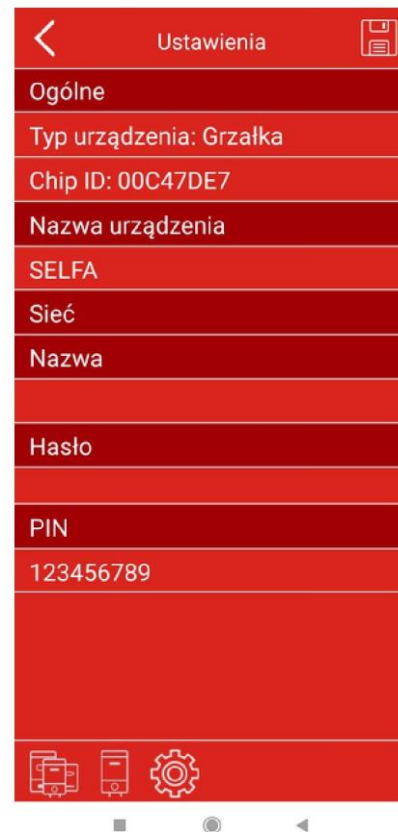 Ustawienia
Ogólne
Typ urządzenia: Grzałka
Chip ID: 00C47DE7
Nazwa urządzenia
SELFA
Sieć
Nazwa
Hasło
PIN
123456789